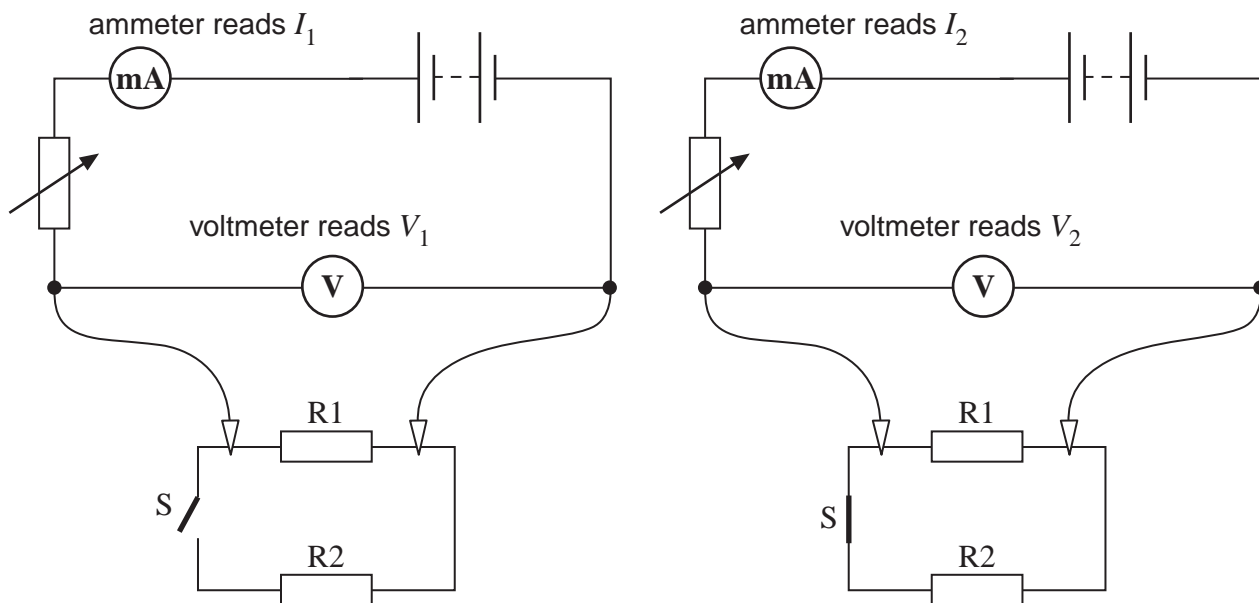 ammeter reads I₁
mA
voltmeter reads V₁
V
R1
S
R2
ammeter reads I₂
mA
voltmeter reads V₂
V
R1
S
R2